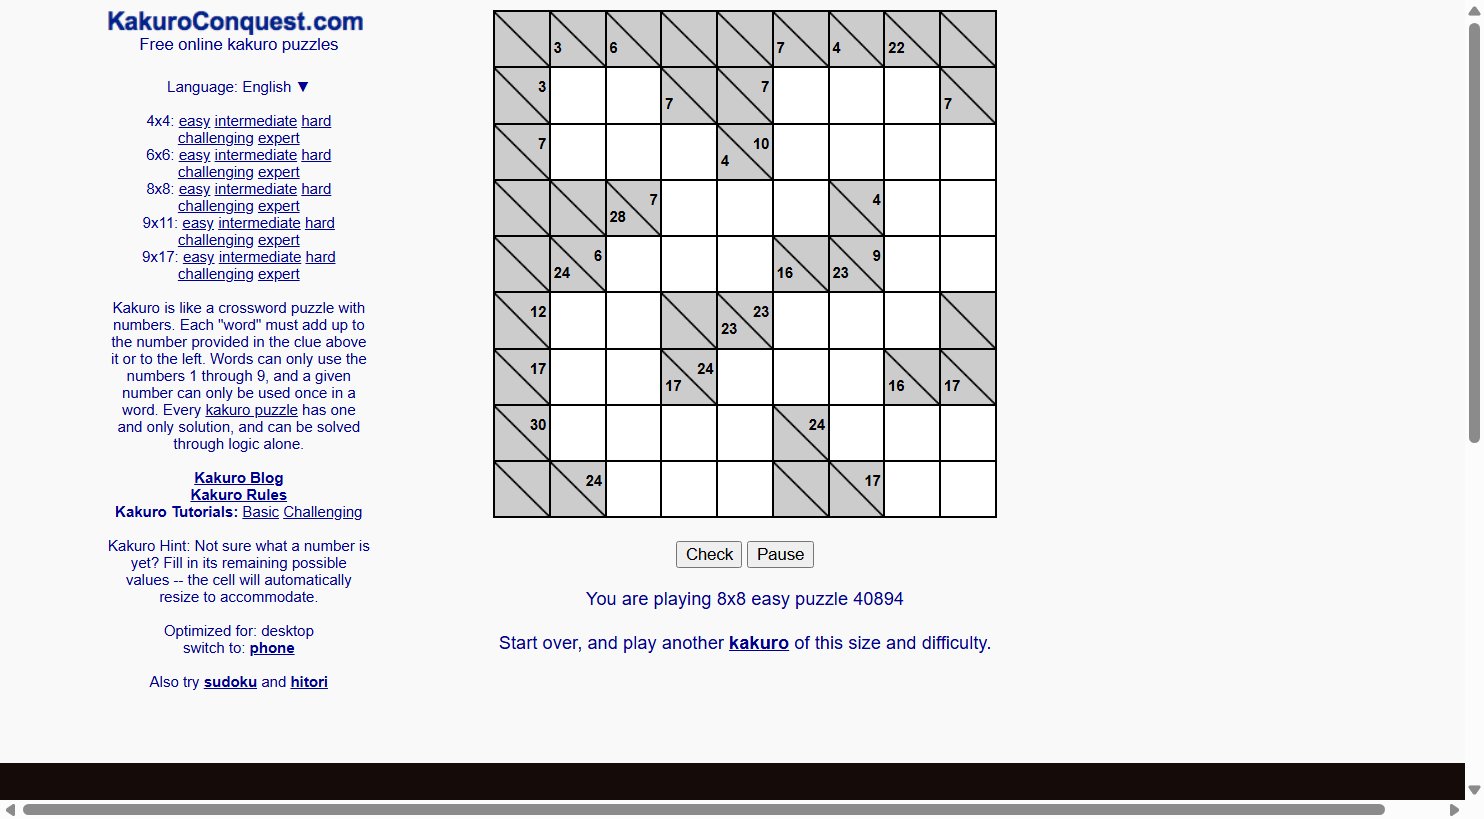 KakuroConquest.com
Free online kakuro puzzles
Language: English ▼
4x4: easy intermediate hard
challenging expert
6x6: easy intermediate hard
challenging expert
8x8: easy intermediate hard
challenging expert
9x11: easy intermediate hard
challenging expert
9x17: easy intermediate hard
challenging expert
Kakuro is like a crossword puzzle with
numbers. Each "word" must add up to
the number provided in the clue above
it or to the left. Words can only use the
numbers 1 through 9, and a given
number can only be used once in a
word. Every kakuro puzzle has one
and only solution, and can be solved
through logic alone.
Kakuro Blog
Kakuro Rules
Kakuro Tutorials: Basic Challenging
Kakuro Hint: Not sure what a number is
yet? Fill in its remaining possible
values -- the cell will automatically
resize to accommodate.
Optimized for: desktop
switch to: phone
Also try sudoku and hitori
3 6 7 4 22
3 7 7 7
7 4 10
28 7 4
24 6 16 23 9
12 23 23
17 17 24 16 17
30 24
24 17
Check Pause
You are playing 8x8 easy puzzle 40894
Start over, and play another kakuro of this size and difficulty.